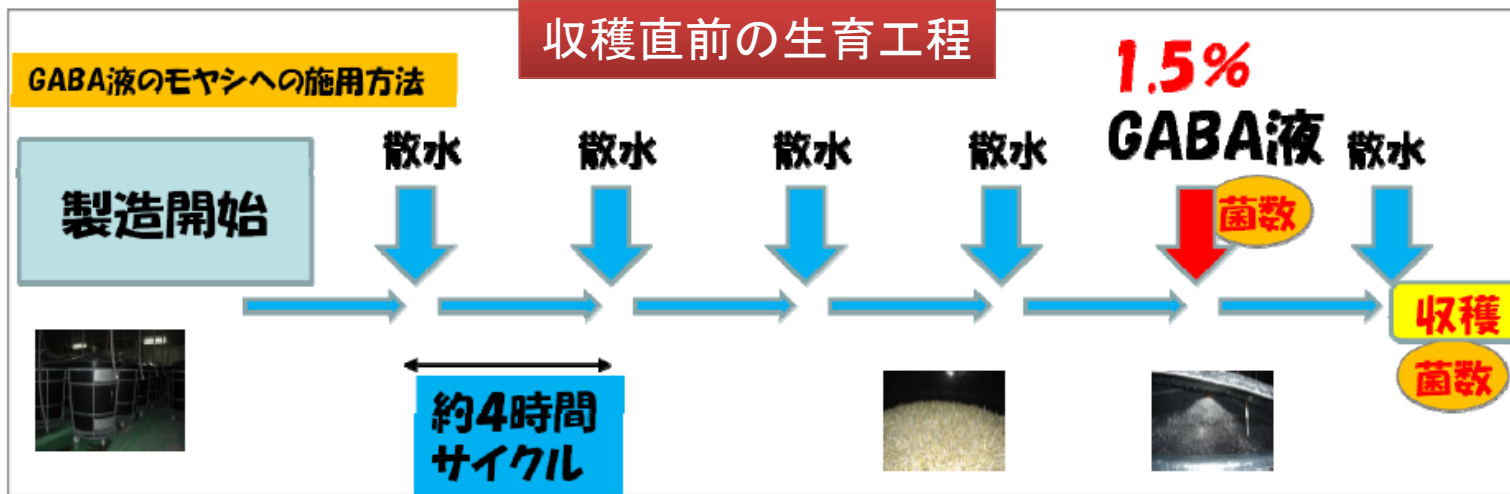 収穫直前の生育工程
GABA液のモヤシへの施用方法
1.5%
GABA液
散水
散水
散水
散水
散水
製造開始
菌数
収穫
菌数
約4時間
サイクル